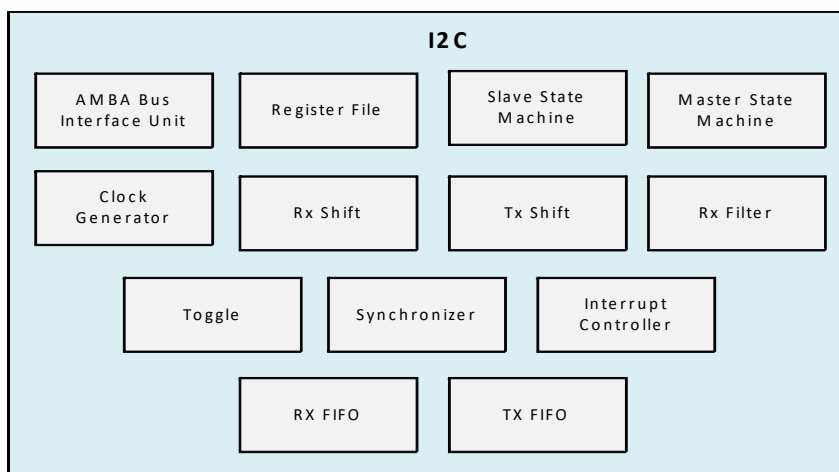 I2C
AMBA Bus
Interface Unit
Register File
Slave State
Machine
Master State
Machine
Clock
Generator
Rx Shift
Tx Shift
Rx Filter
Toggle
Synchronizer
Interrupt
Controller
RX FIFO
TX FIFO